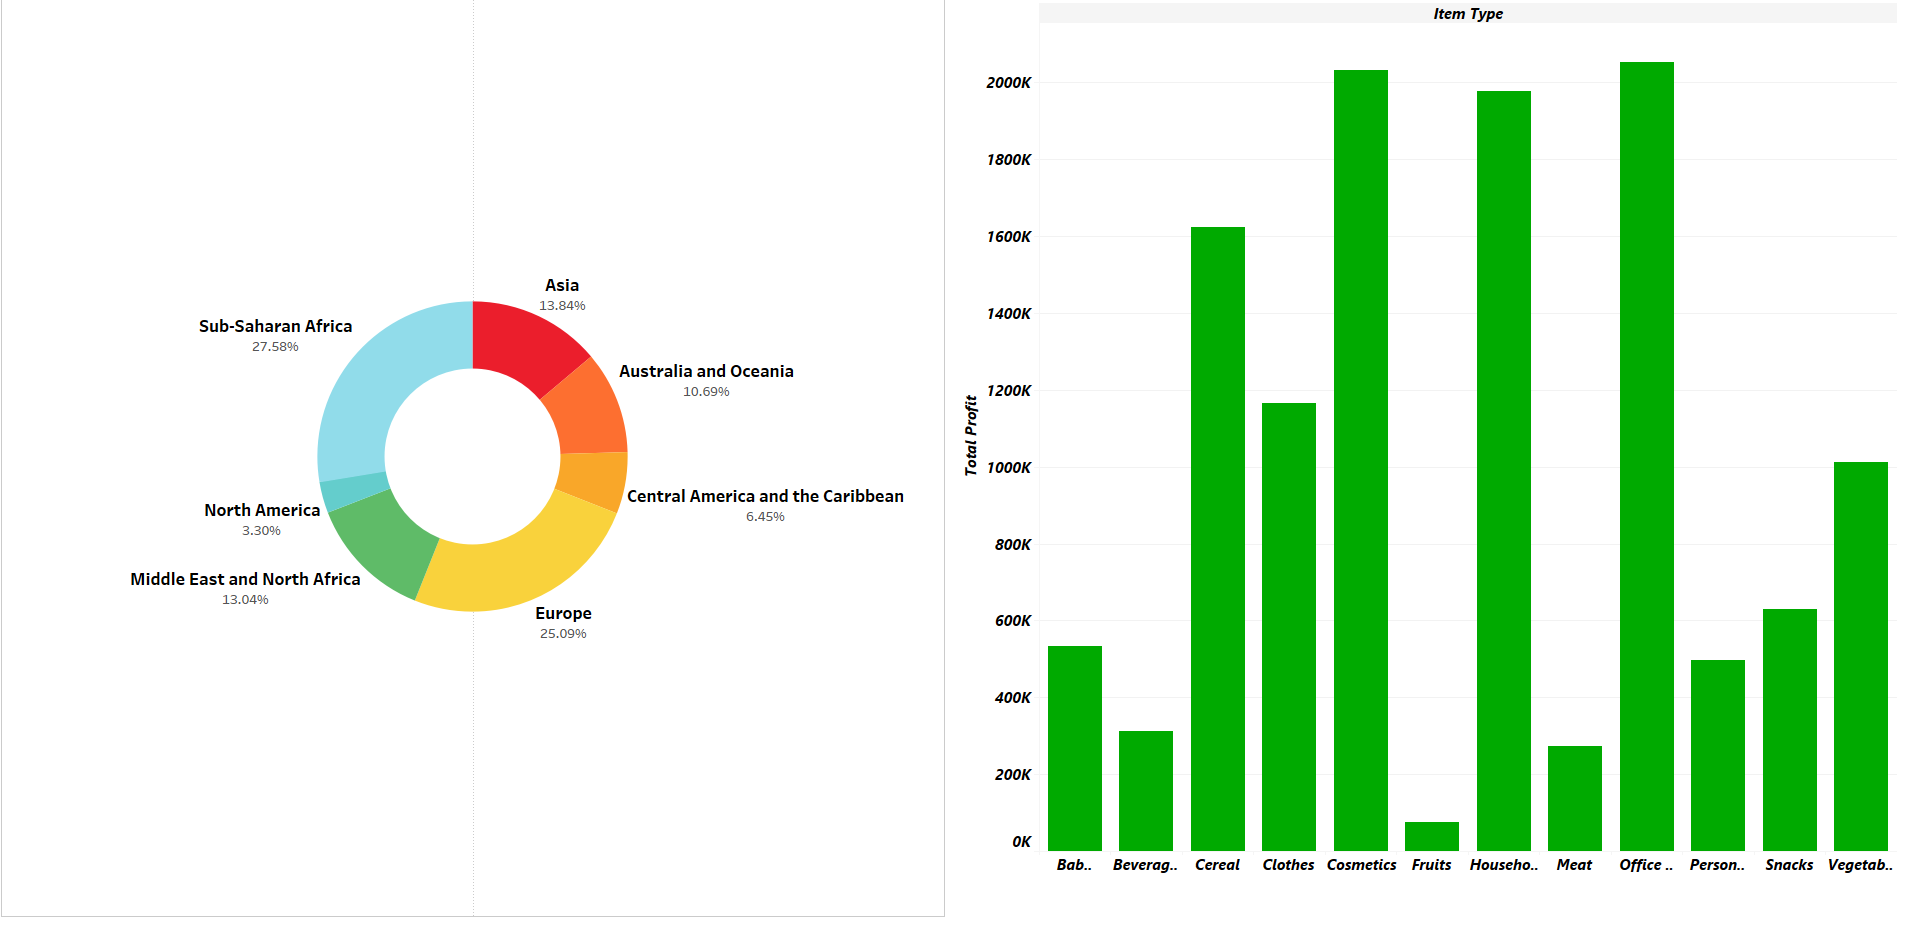 Asia
13.84%
Sub-Saharan Africa
27.58%
Australia and Oceania
10.69%
Central America and the Caribbean
6.45%
North America
3.30%
Middle East and North Africa
13.04%
Europe
25.09%
Item Type
Total Profit
2000K
1800K
1600K
1400K
1200K
1000K
800K
600K
400K
200K
0K
Bab.. Beverag.. Cereal Clothes Cosmetics Fruits Househo.. Meat Office .. Person.. Snacks Vegetab..